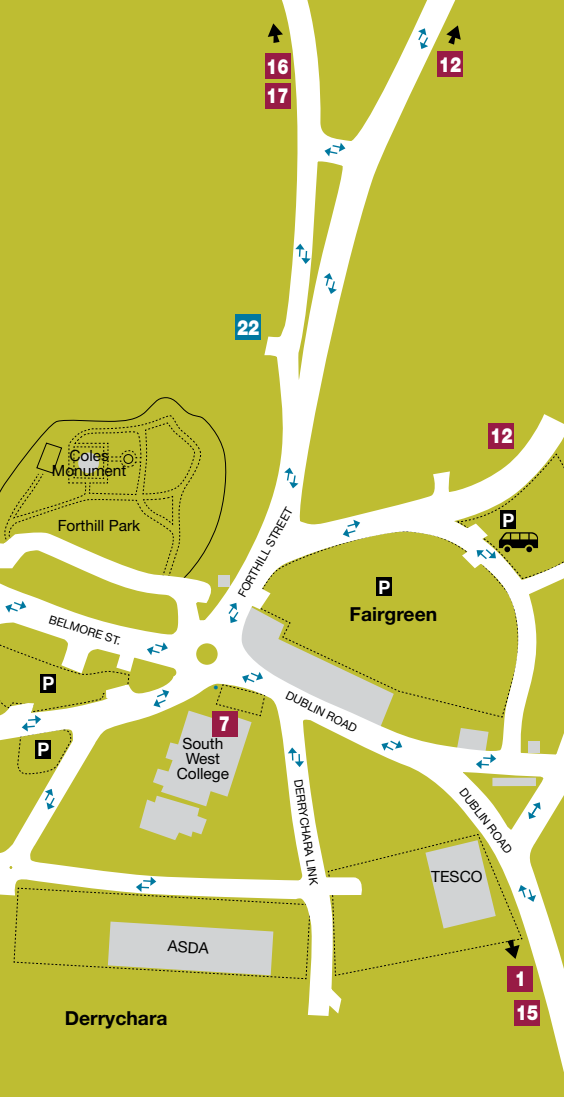 16
12
17
22
12
Coles
Monument
P
Forthill Park
FORTHILL STREET
P
Fairgreen
BELMORE ST.
P
DUBLIN ROAD
7
South
West
College
P
DERRYCHARA LINK
DUBLIN ROAD
TESCO
ASDA
1
15
Derrychara